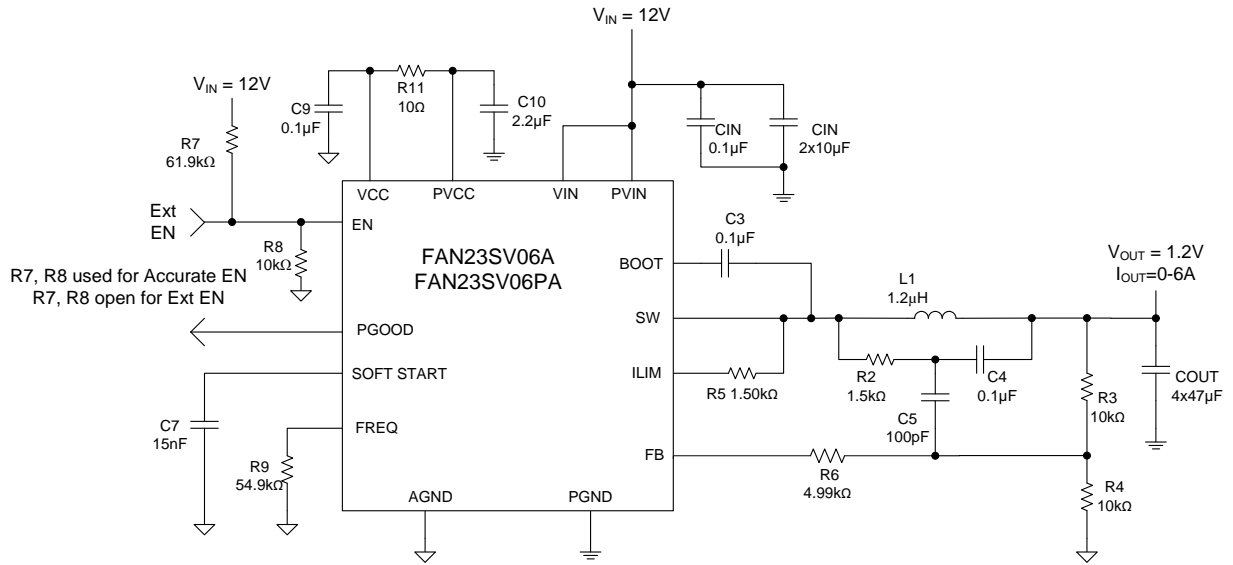 V_IN = 12V
V_IN = 12V
R11
10Ω
C9
0.1µF
C10
2.2µF
CIN
0.1µF
CIN
2x10µF
R7
61.9kΩ
VCC
PVCC
VIN
PVIN
Ext
EN
EN
R8
10kΩ
FAN23SV06A
FAN23SV06PA
C3
0.1µF
BOOT
R7, R8 used for Accurate EN
R7, R8 open for Ext EN
V_OUT = 1.2V
I_OUT=0-6A
L1
1.2µH
SW
PGOOD
SOFT START
ILIM
R5 1.50kΩ
R2
1.5kΩ
C4
0.1µF
C5
100pF
R3
10kΩ
COUT
4x47µF
C7
15nF
FREQ
R9
54.9kΩ
FB
R6
4.99kΩ
R4
10kΩ
AGND
PGND